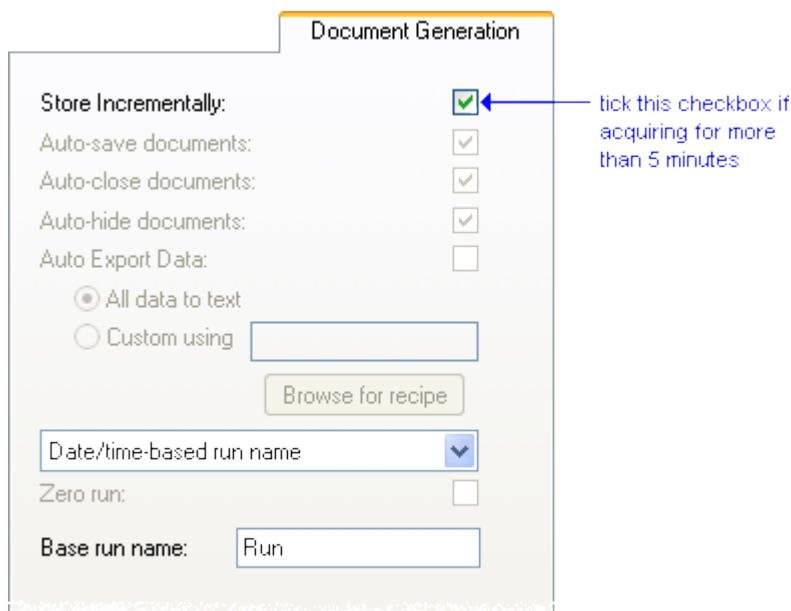 Document Generation
Store Incrementally:
tick this checkbox if
acquiring for more
than 5 minutes
Auto-save documents:
Auto-close documents:
Auto-hide documents:
Auto Export Data:
All data to text
Custom using
Browse for recipe
Date/time-based run name
Zero run:
Base run name: Run